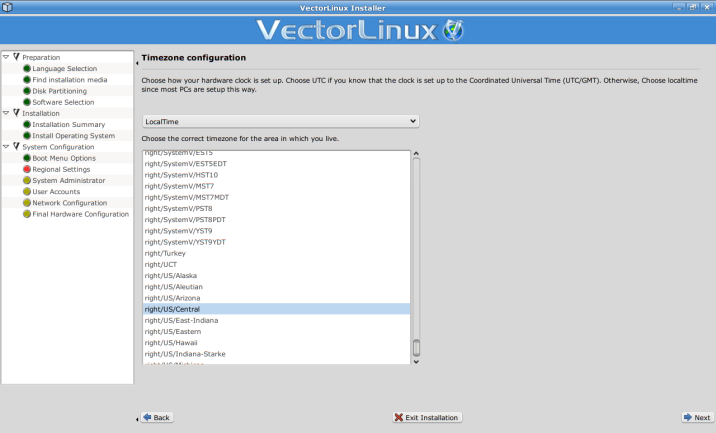 VectorLinux Installer
VectorLinux
Preparation
Language Selection
Find installation media
Disk Partitioning
Software Selection
Installation
Installation Summary
Install Operating System
System Configuration
Boot Menu Options
Regional Settings
System Administrator
User Accounts
Network Configuration
Final Hardware Configuration
Timezone configuration
Choose how your hardware clock is set up. Choose UTC if you know that the clock is set up to the Coordinated Universal Time (UTC/GMT). Otherwise, Choose localtime
since most PCs are setup this way.
LocalTime
Choose the correct timezone for the area in which you live.
right/SystemV/EST5
right/SystemV/EST5EDT
right/SystemV/HST10
right/SystemV/MST7
right/SystemV/MST7MDT
right/SystemV/PST8
right/SystemV/PST8PDT
right/SystemV/YST9
right/SystemV/YST9YDT
right/Turkey
right/UCT
right/US/Alaska
right/US/Aleutian
right/US/Arizona
right/US/Central
right/US/East-Indiana
right/US/Eastern
right/US/Hawaii
right/US/Indiana-Starke
right/US/Michigan
Back
Exit Installation
Next